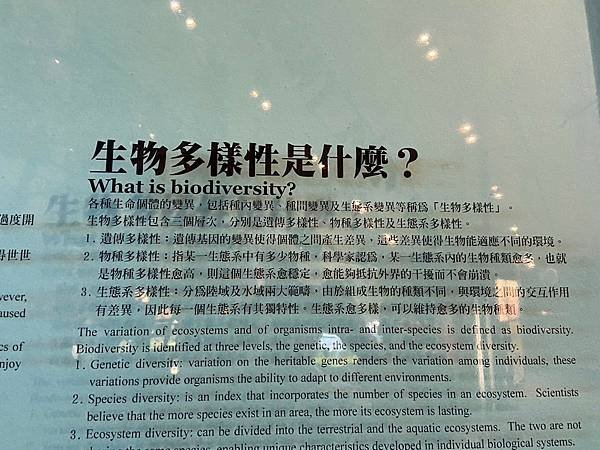 生物多樣性是什麼？
What is biodiversity?
各種生命個體的變異，包括種內變異、種間變異及生態系變異等稱為「生物多樣性」。
生物多樣性包含三個層次，分別是遺傳多樣性、物種多樣性及生態系多樣性。
1. 遺傳多樣性：遺傳基因的變異使得個體之間產生差異，這些差異使得生物能適應不同的環境。
2. 物種多樣性：指某一生態系中有多少物種，科學家認為，某一生態系內的生物種類愈多，也就
是物種多樣性愈高，則這個生態系愈穩定，愈能夠抵抗外界的干擾而不會崩潰。
3. 生態系多樣性：分為陸域及水域兩大範疇，由於組成生物的種類不同，與環境之間的交互作用
有差異，因此每一個生態系有其獨特性。生態系愈多樣，可以維持愈多的生物種類。
The variation of ecosystems and of organisms intra- and inter-species is defined as biodiversity.
Biodiversity is identified at three levels, the genetic, the species, and the ecosystem diversity.
1. Genetic diversity: variation on the heritable genes renders the variation among individuals, these
variations provide organisms the ability to adapt to different environments.
2. Species diversity: is an index that incorporates the number of species in an ecosystem. Scientists
believe that the more species exist in an area, the more its ecosystem is lasting.
3. Ecosystem diversity: can be divided into the terrestrial and the aquatic ecosystems. The two are not
species, enabling unique characteristics developed in individual biological systems.
過度開
得世世